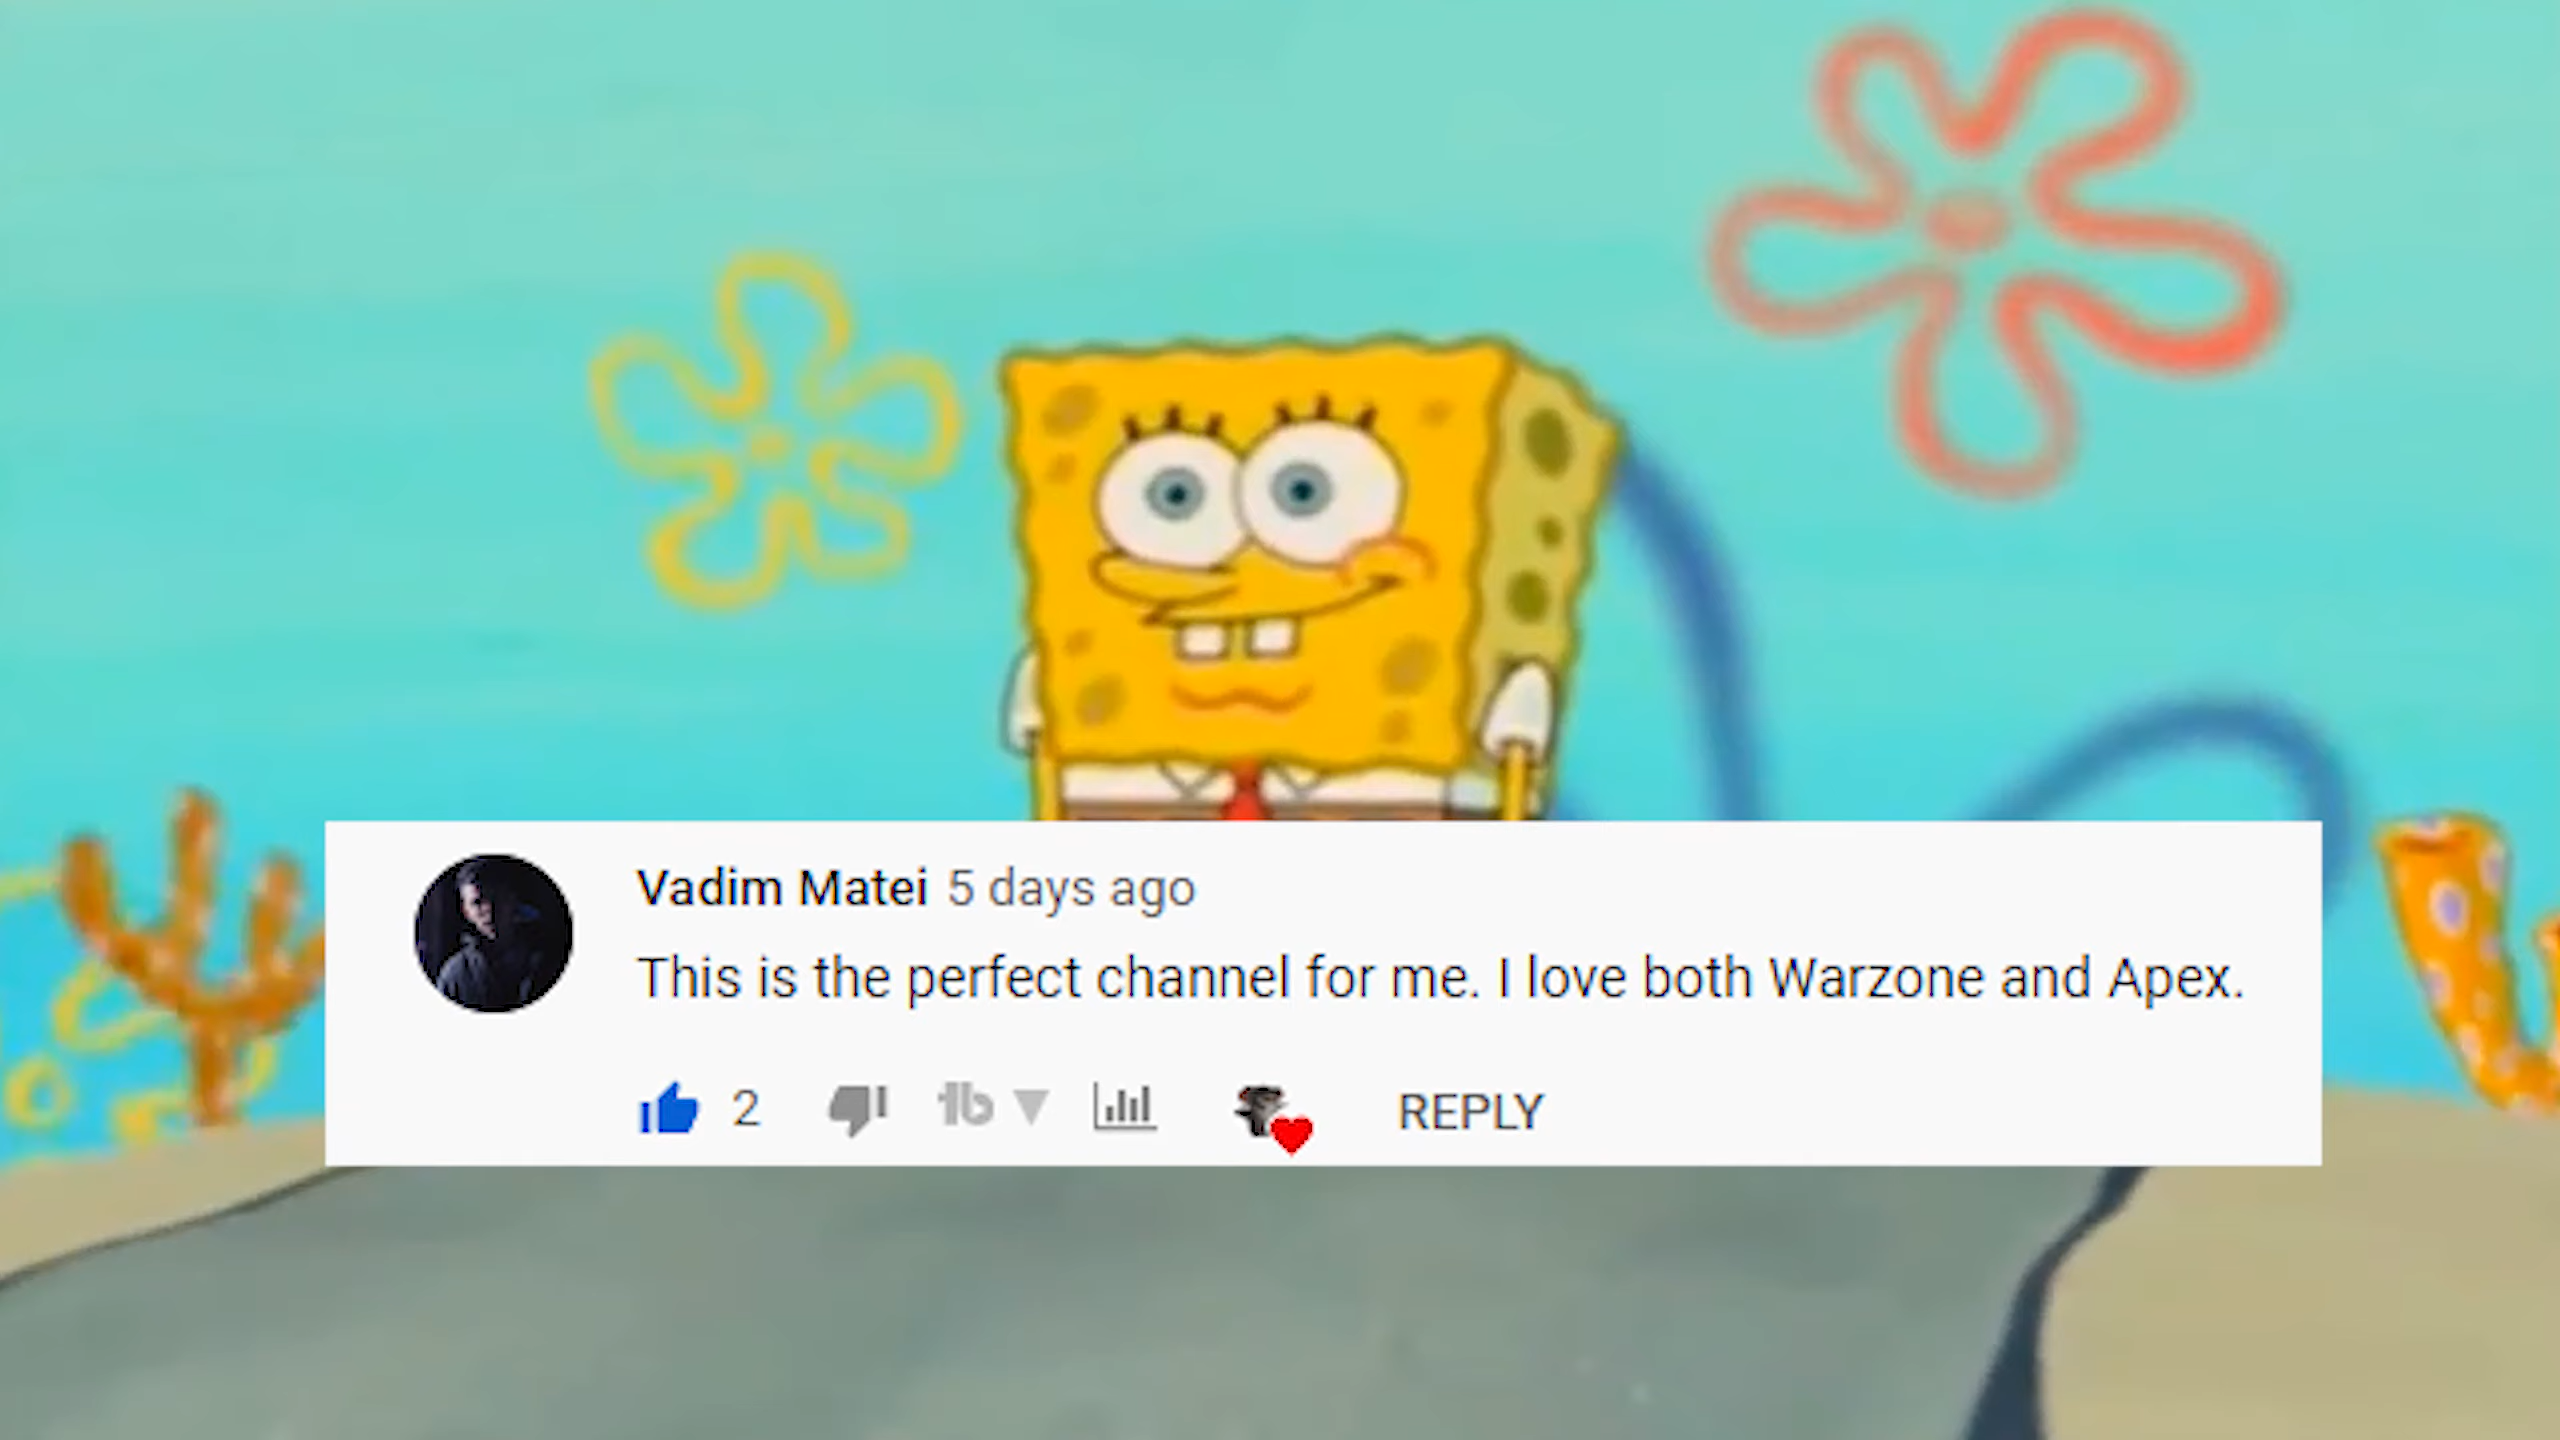 Vadim Matei 5 days ago
This is the perfect channel for me. I love both Warzone and Apex.
2 tb REPLY